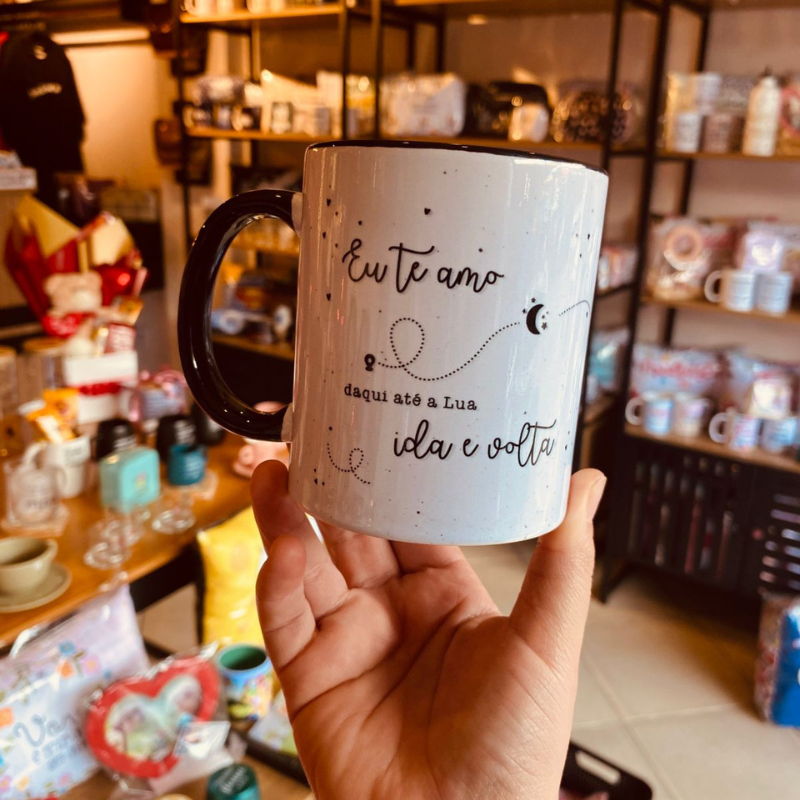 Eu te amo
daqui até a Lua
ida e volta